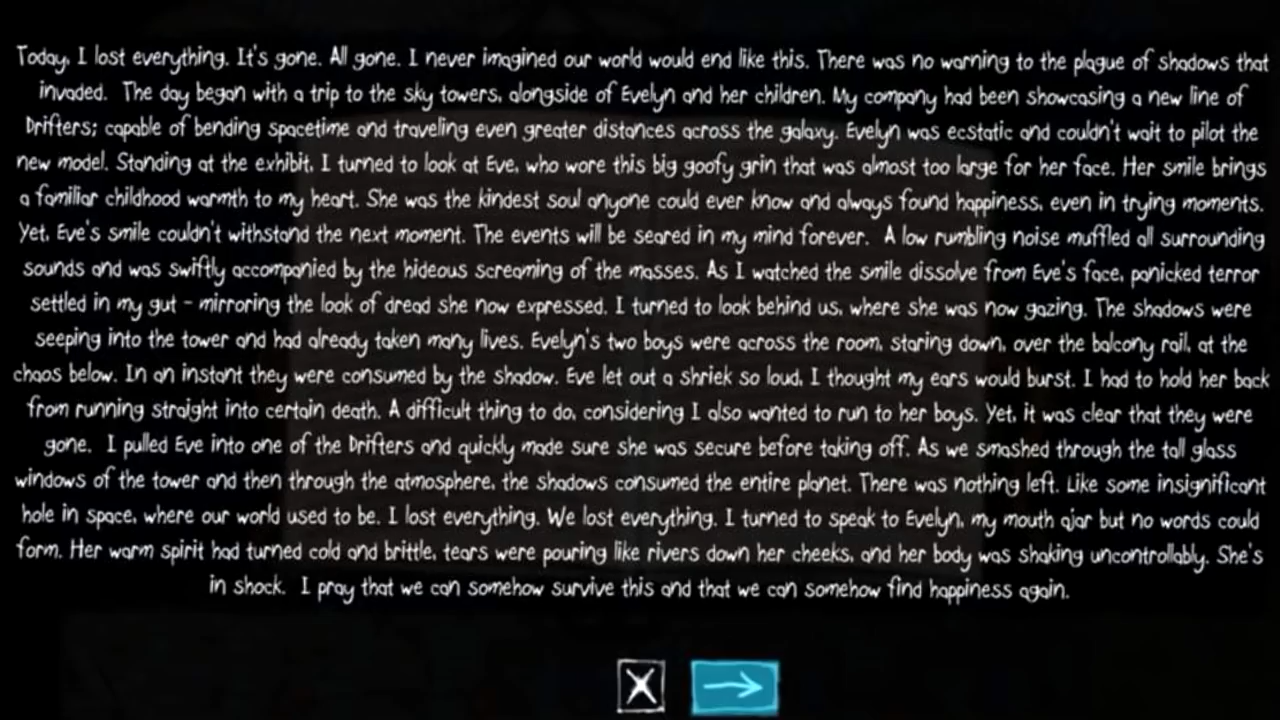 Today, I lost everything. It's gone. All gone. I never imagined our world would end like this. There was no warning to the plague of shadows that
invaded. The day began with a trip to the sky towers, alongside of Evelyn and her children. My company had been showcasing a new line of
Drifters; capable of bending spacetime and traveling even greater distances across the galaxy. Evelyn was ecstatic and couldn't wait to pilot the
new model. Standing at the exhibit, I turned to look at Eve, who wore this big goofy grin that was almost too large for her face. Her smile brings
a familiar childhood warmth to my heart. She was the kindest soul anyone could ever know and always found happiness, even in trying moments.
Yet, Eve's smile couldn't withstand the next moment. The events will be seared in my mind forever. A low rumbling noise muffled all surrounding
sounds and was swiftly accompanied by the hideous screaming of the masses. As I watched the smile dissolve from Eve's face, panicked terror
settled in my gut - mirroring the look of dread she now expressed. I turned to look behind us, where she was now gazing. The shadows were
seeping into the tower and had already taken many lives. Evelyn's two boys were across the room, staring down, over the balcony rail, at the
chaos below. In an instant they were consumed by the shadow. Eve let out a shriek so loud, I thought my ears would burst. I had to hold her back
from running straight into certain death. A difficult thing to do, considering I also wanted to run to her boys. Yet, it was clear that they were
gone. I pulled Eve into one of the Drifters and quickly made sure she was secure before taking off. As we smashed through the tall glass
windows of the tower and then through the atmosphere, the shadows consumed the entire planet. There was nothing left. Like some insignificant
hole in space, where our world used to be. I lost everything. We lost everything. I turned to speak to Evelyn, my mouth ajar but no words could
form. Her warm spirit had turned cold and brittle, tears were pouring like rivers down her cheeks, and her body was shaking uncontrollably. She's
in shock. I pray that we can somehow survive this and that we can somehow find happiness again.